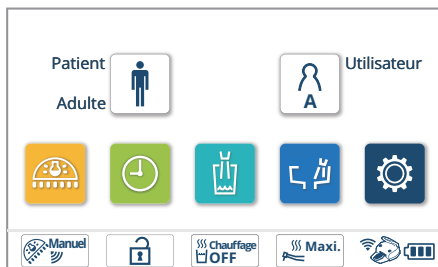 Patient
Utilisateur
Adulte
A
Manuel
Chauffage
OFF
Maxi.